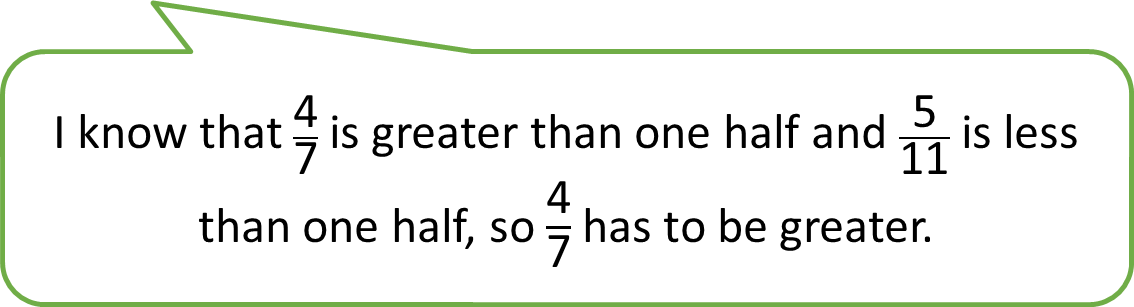 I know that 4/7 is greater than one half and 5/11 is less
than one half, so 4/7 has to be greater.